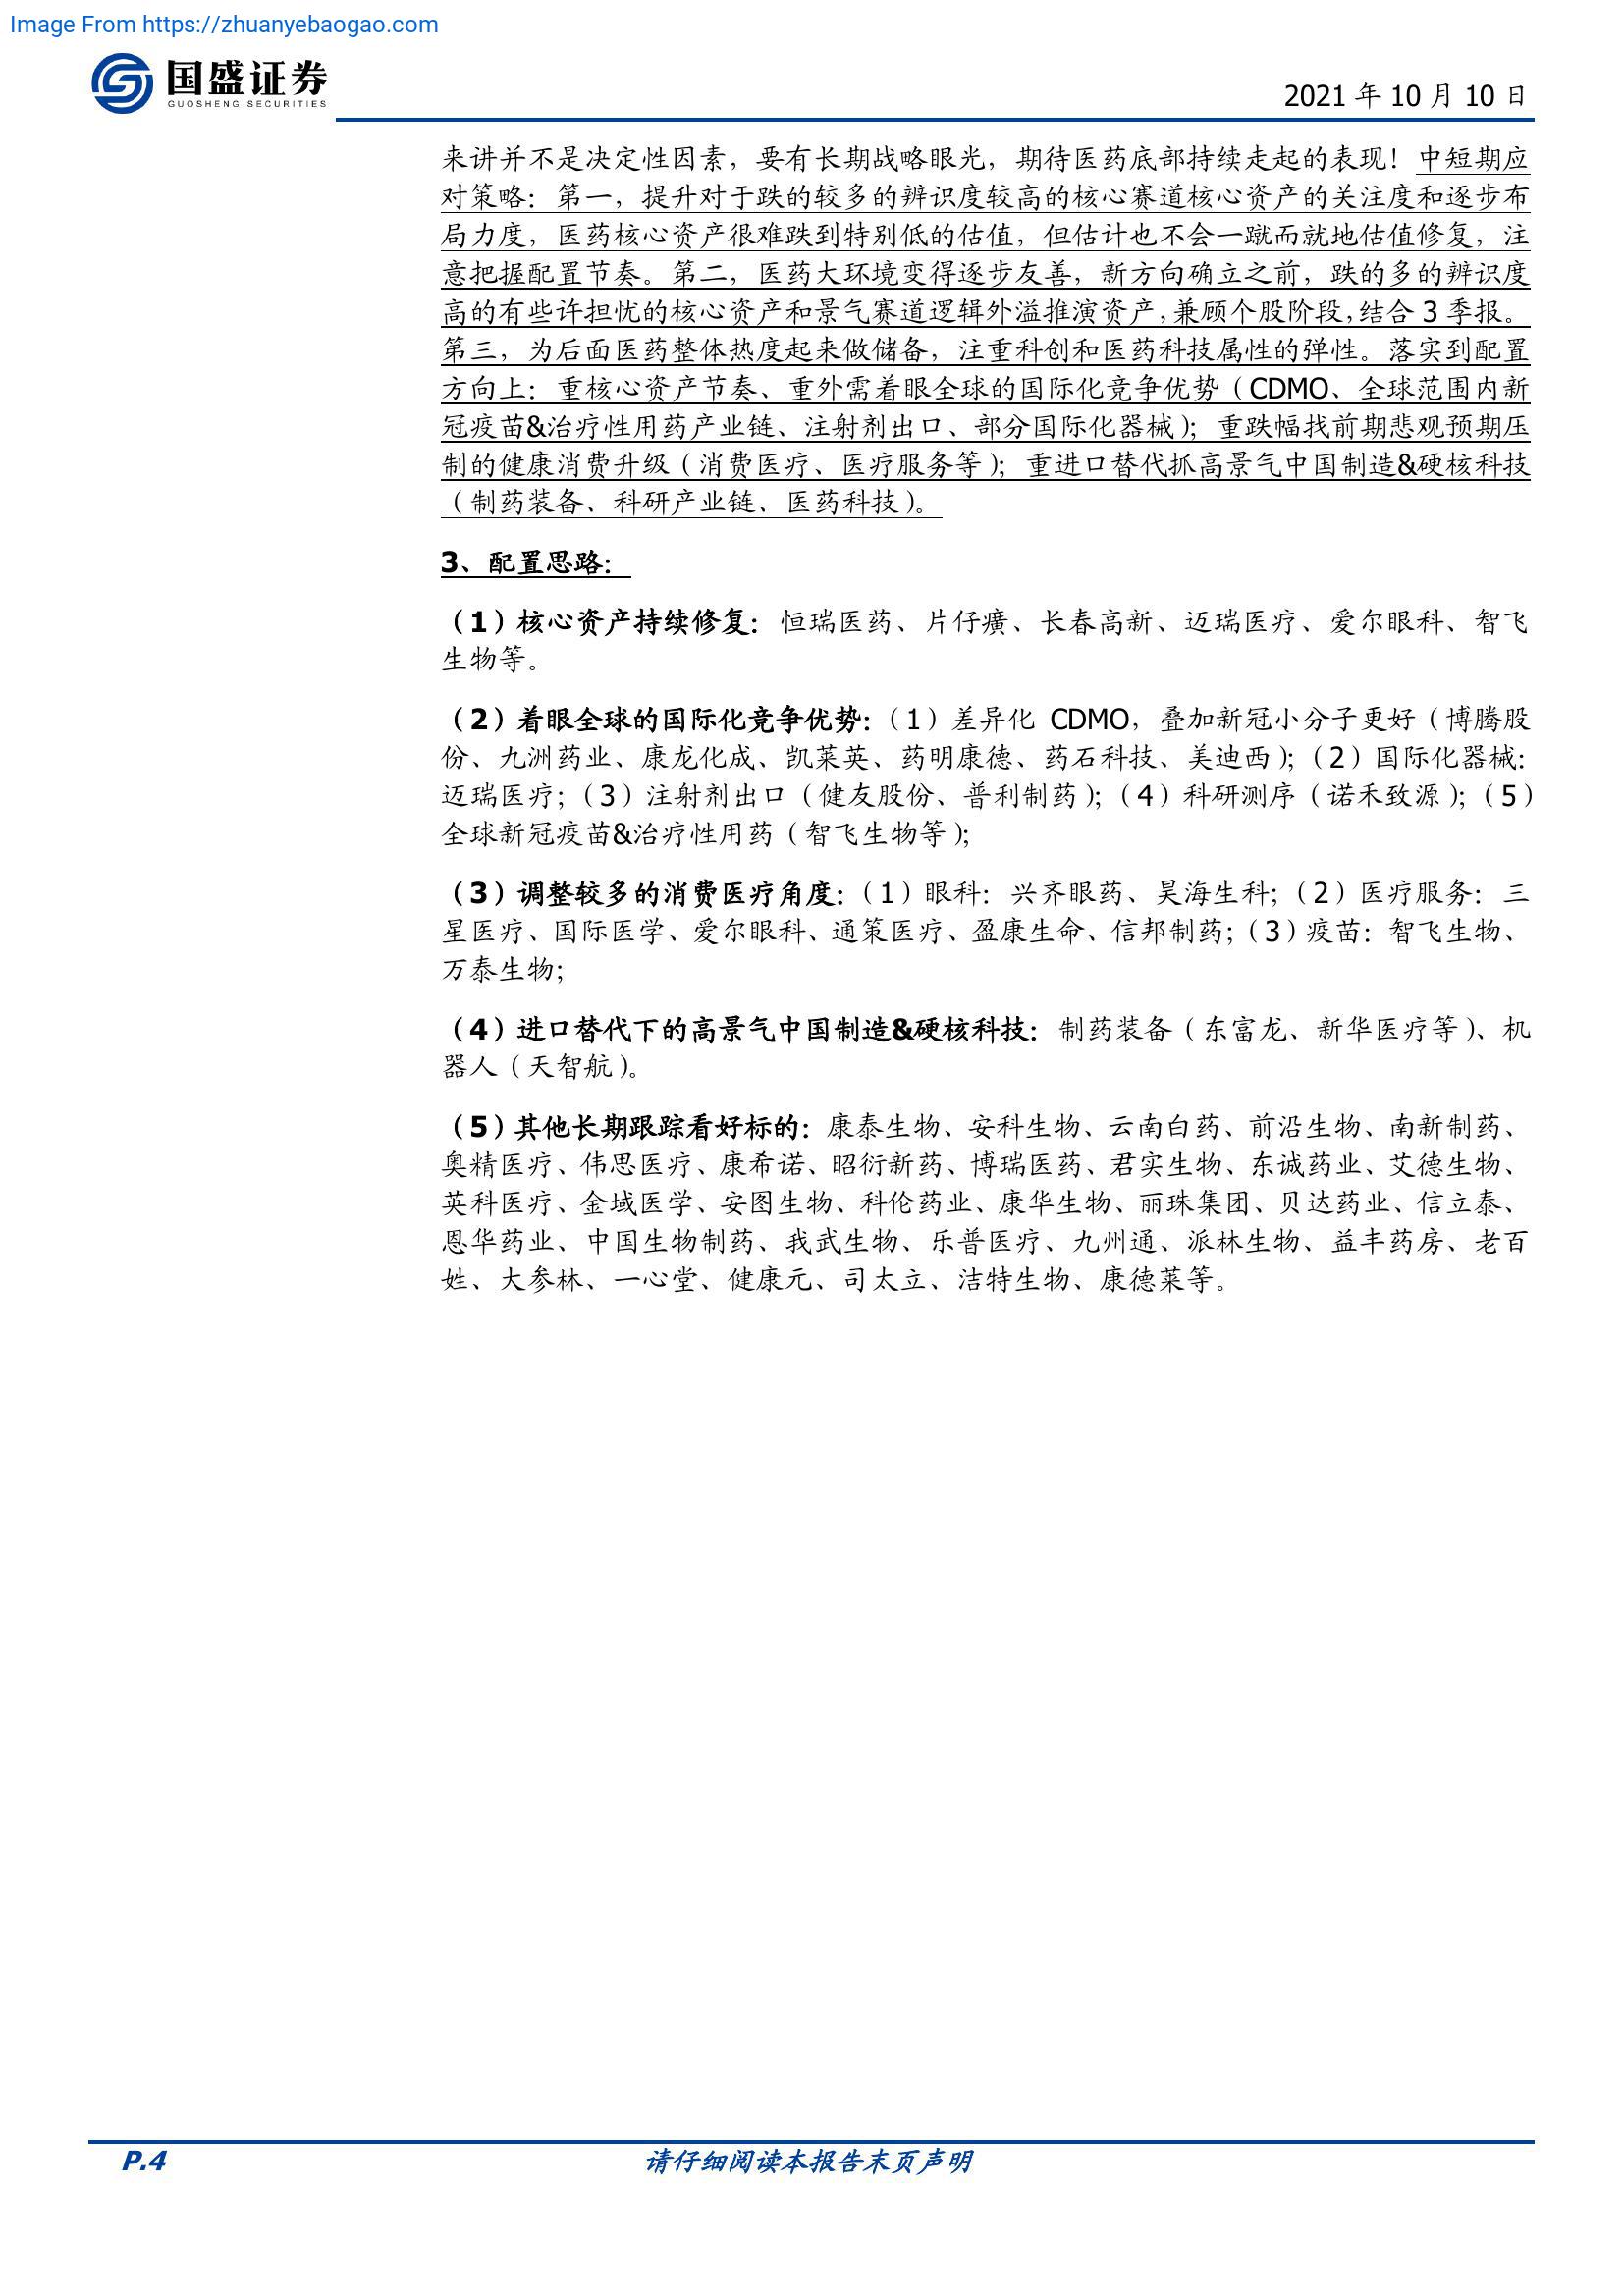 Image From https://zhuanyebaogao.com
国盛证券
GUOSHENG SECURITIES
2021 年 10 月 10 日
来讲并不是决定性因素，要有长期战略眼光，期待医药底部持续走起的表现！中短期应
对策略：第一，提升对于跌的较多的辨识度较高的核心赛道核心资产的关注度和逐步布
局力度，医药核心资产很难跌到特别低的估值，但估计也不会一蹴而就地估值修复，注
意把握配置节奏。第二，医药大环境变得逐步友善，新方向确立之前，跌的多的辨识度
高的有些许担忧的核心资产和景气赛道逻辑外溢推演资产，兼顾个股阶段，结合 3 季报。
第三，为后面医药整体热度起来做储备，注重科创和医药科技属性的弹性。落实到配置
方向上：重核心资产节奏、重外需着眼全球的国际化竞争优势（CDMO、全球范围内新
冠疫苗&治疗性用药产业链、注射剂出口、部分国际化器械）；重跌幅找前期悲观预期压
制的健康消费升级（消费医疗、医疗服务等）；重进口替代抓高景气中国制造&硬核科技
（制药装备、科研产业链、医药科技）。
3、配置思路：
（1）核心资产持续修复：恒瑞医药、片仔癀、长春高新、迈瑞医疗、爱尔眼科、智飞
生物等。
（2）着眼全球的国际化竞争优势：（1）差异化 CDMO，叠加新冠小分子更好（博腾股
份、九洲药业、康龙化成、凯莱英、药明康德、药石科技、美迪西）；（2）国际化器械：
迈瑞医疗；（3）注射剂出口（健友股份、普利制药）；（4）科研测序（诺禾致源）；（5）
全球新冠疫苗&治疗性用药（智飞生物等）；
（3）调整较多的消费医疗角度：（1）眼科：兴齐眼药、昊海生科；（2）医疗服务：三
星医疗、国际医学、爱尔眼科、通策医疗、盈康生命、信邦制药；（3）疫苗：智飞生物、
万泰生物；
（4）进口替代下的高景气中国制造&硬核科技：制药装备（东富龙、新华医疗等）、机
器人（天智航）。
（5）其他长期跟踪看好标的：康泰生物、安科生物、云南白药、前沿生物、南新制药、
奥精医疗、伟思医疗、康希诺、昭衍新药、博瑞医药、君实生物、东诚药业、艾德生物、
英科医疗、金域医学、安图生物、科伦药业、康华生物、丽珠集团、贝达药业、信立泰、
恩华药业、中国生物制药、我武生物、乐普医疗、九州通、派林生物、益丰药房、老百
姓、大参林、一心堂、健康元、司太立、洁特生物、康德莱等。
P.4
请仔细阅读本报告末页声明